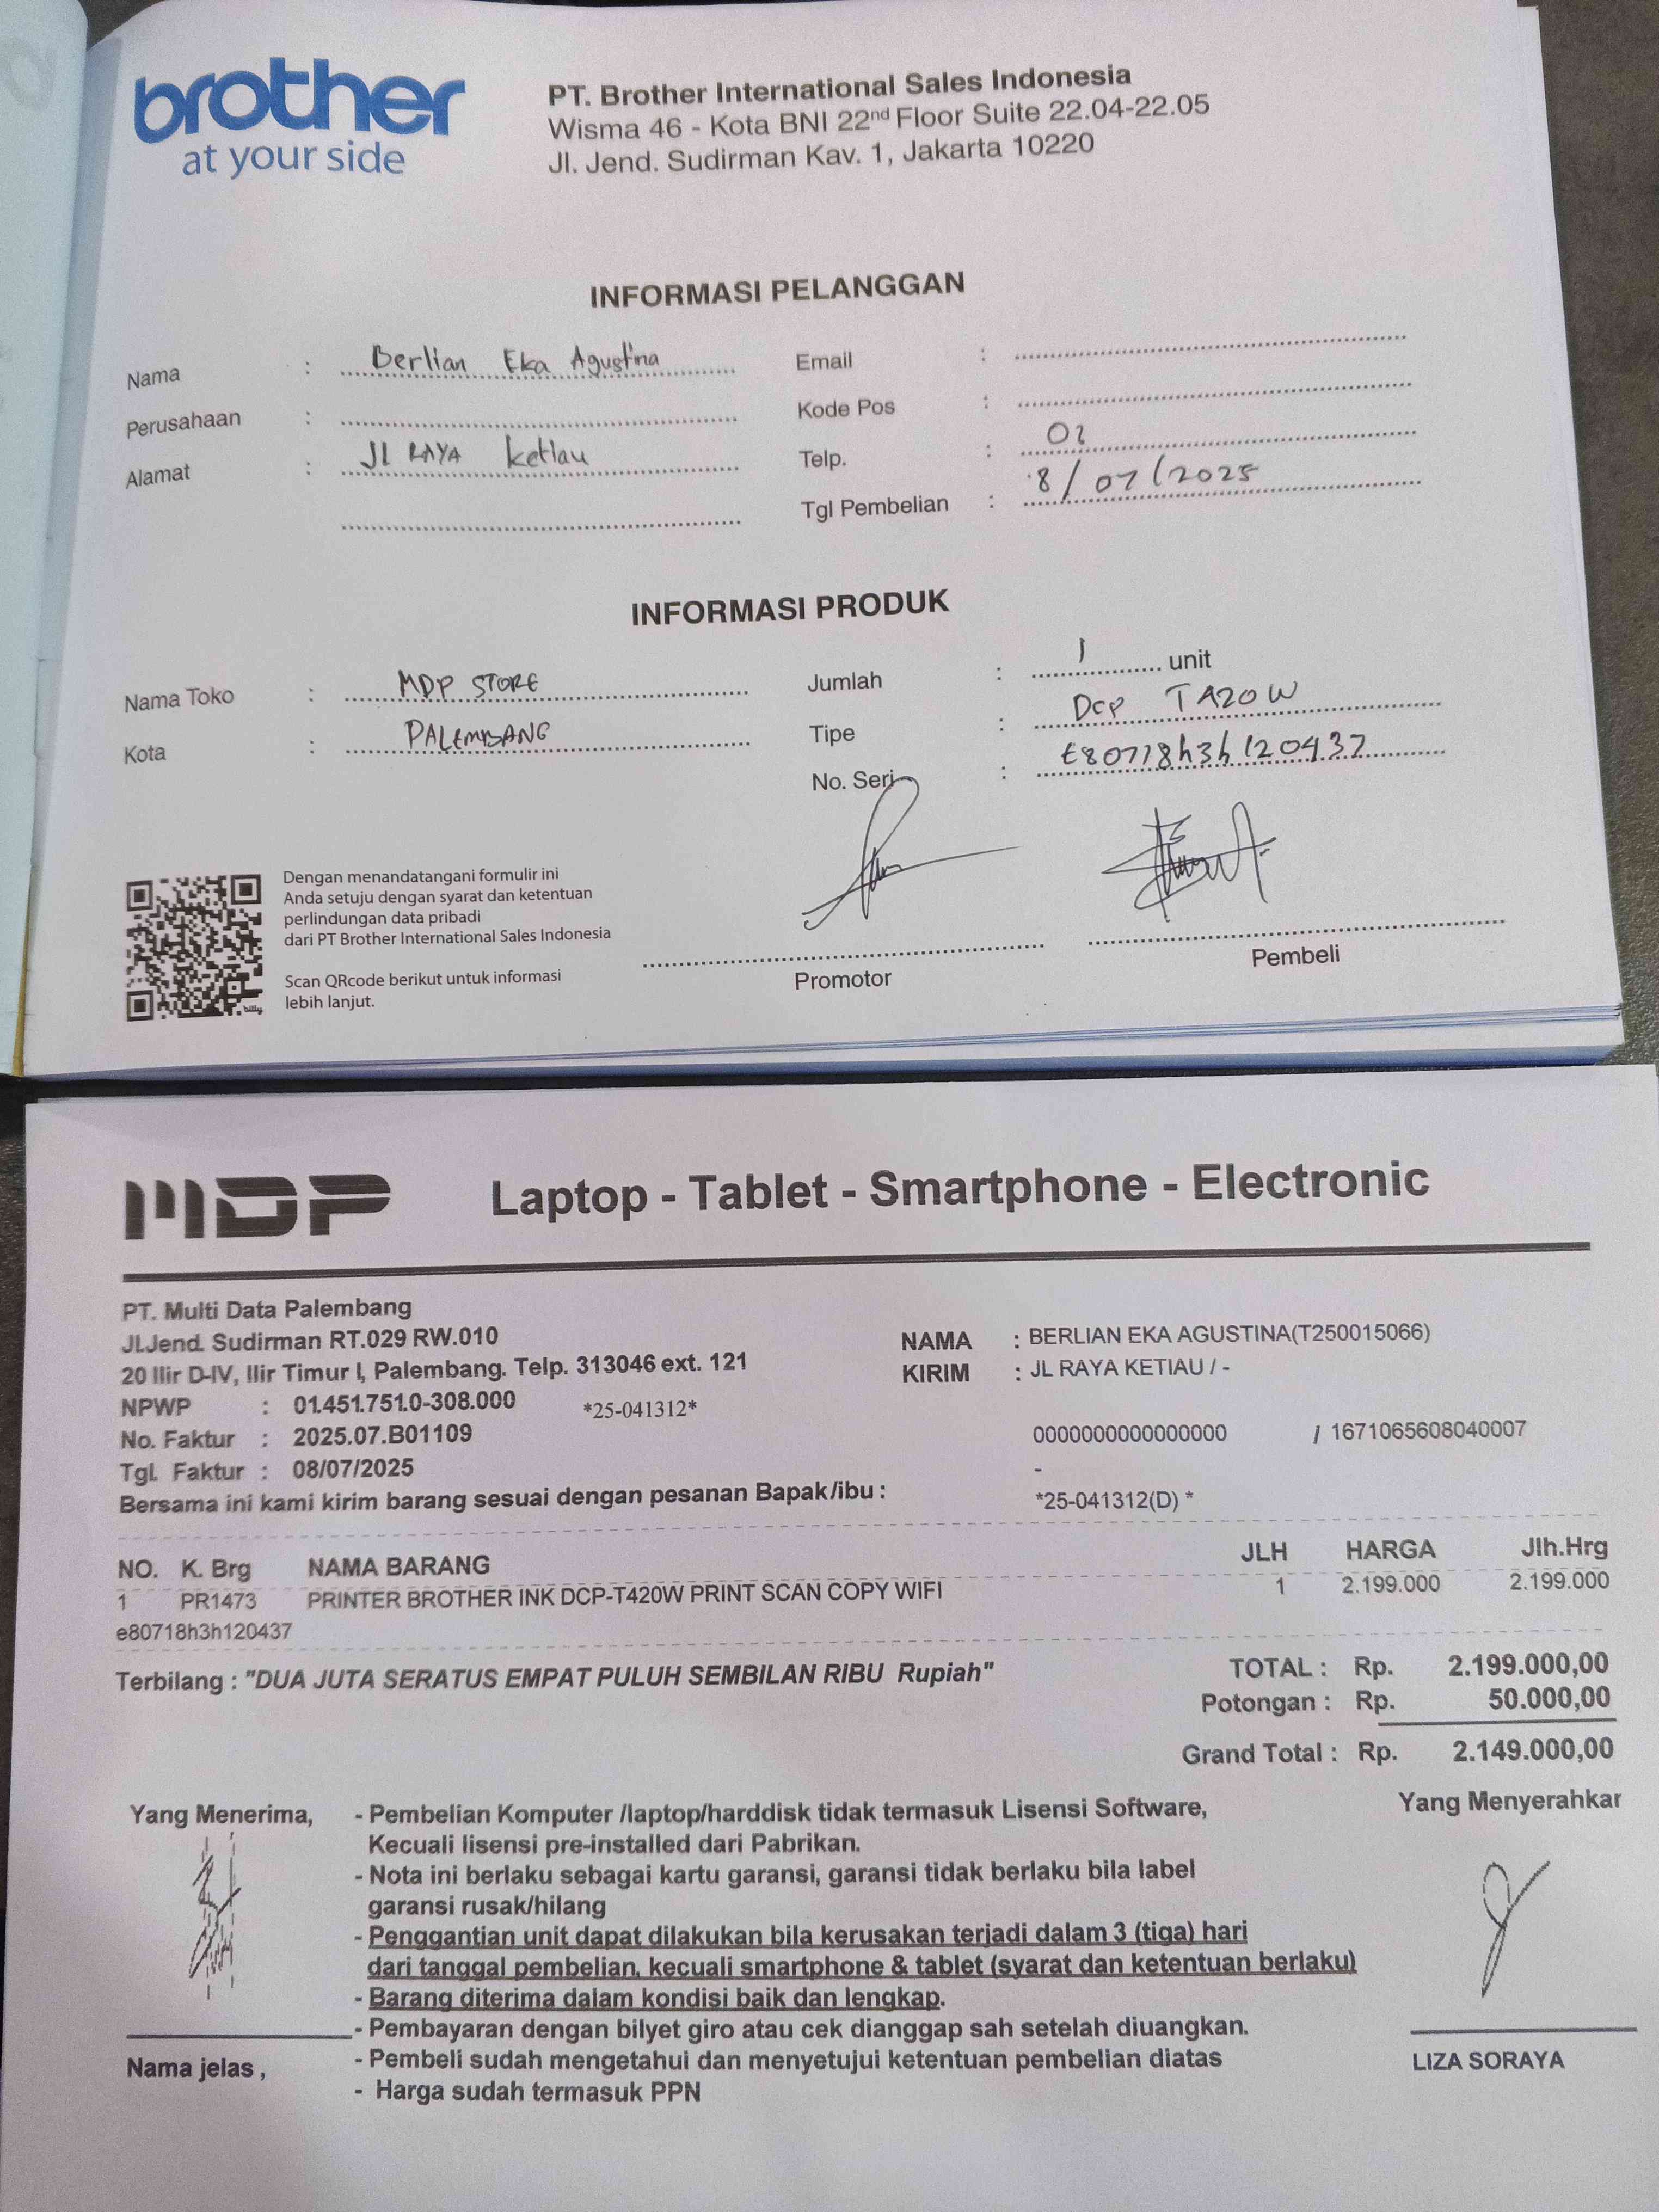 brother
at your side
PT. Brother International Sales Indonesia
Wisma 46 - Kota BNI 22nd Floor Suite 22.04-22.05
Jl. Jend. Sudirman Kav. 1, Jakarta 10220
INFORMASI PELANGGAN
Nama : Berlian Eka Agustina
Perusahaan :
Alamat : Jl RAYA ketiau
Email :
Kode Pos :
Telp. : 02
Tgl Pembelian : 8/07/2025
INFORMASI PRODUK
Nama Toko : MDP STORE
Kota : PALEMBANG
Jumlah : 1 unit
Tipe : Dcp T420W
No. Seri : E80718h3h120437
Dengan menandatangani formulir ini
Anda setuju dengan syarat dan ketentuan
perlindungan data pribadi
dari PT Brother International Sales Indonesia
Scan QRcode berikut untuk informasi
lebih lanjut.
Promotor
Pembeli
MDP
Laptop - Tablet - Smartphone - Electronic
PT. Multi Data Palembang
Jl.Jend. Sudirman RT.029 RW.010
20 Ilir D-IV, Ilir Timur I, Palembang. Telp. 313046 ext. 121
NPWP : 01.451.751.0-308.000 *25-041312*
No. Faktur : 2025.07.B01109
Tgl. Faktur : 08/07/2025
Bersama ini kami kirim barang sesuai dengan pesanan Bapak/ibu :
NAMA : BERLIAN EKA AGUSTINA(T250015066)
KIRIM : JL RAYA KETIAU / -
0000000000000000 / 1671065608040007
-
*25-041312(D) *
NO. K. Brg NAMA BARANG JLH HARGA Jlh.Hrg
1 PR1473 PRINTER BROTHER INK DCP-T420W PRINT SCAN COPY WIFI 1 2.199.000 2.199.000
e80718h3h120437
Terbilang : "DUA JUTA SERATUS EMPAT PULUH SEMBILAN RIBU Rupiah"
TOTAL : Rp. 2.199.000,00
Potongan : Rp. 50.000,00
Grand Total : Rp. 2.149.000,00
Yang Menerima,
- Pembelian Komputer /laptop/harddisk tidak termasuk Lisensi Software,
Kecuali lisensi pre-installed dari Pabrikan.
- Nota ini berlaku sebagai kartu garansi, garansi tidak berlaku bila label
garansi rusak/hilang
- Penggantian unit dapat dilakukan bila kerusakan terjadi dalam 3 (tiga) hari
dari tanggal pembelian, kecuali smartphone & tablet (syarat dan ketentuan berlaku)
- Barang diterima dalam kondisi baik dan lengkap.
- Pembayaran dengan bilyet giro atau cek dianggap sah setelah diuangkan.
- Pembeli sudah mengetahui dan menyetujui ketentuan pembelian diatas
- Harga sudah termasuk PPN
Nama jelas ,
Yang Menyerahkar
LIZA SORAYA